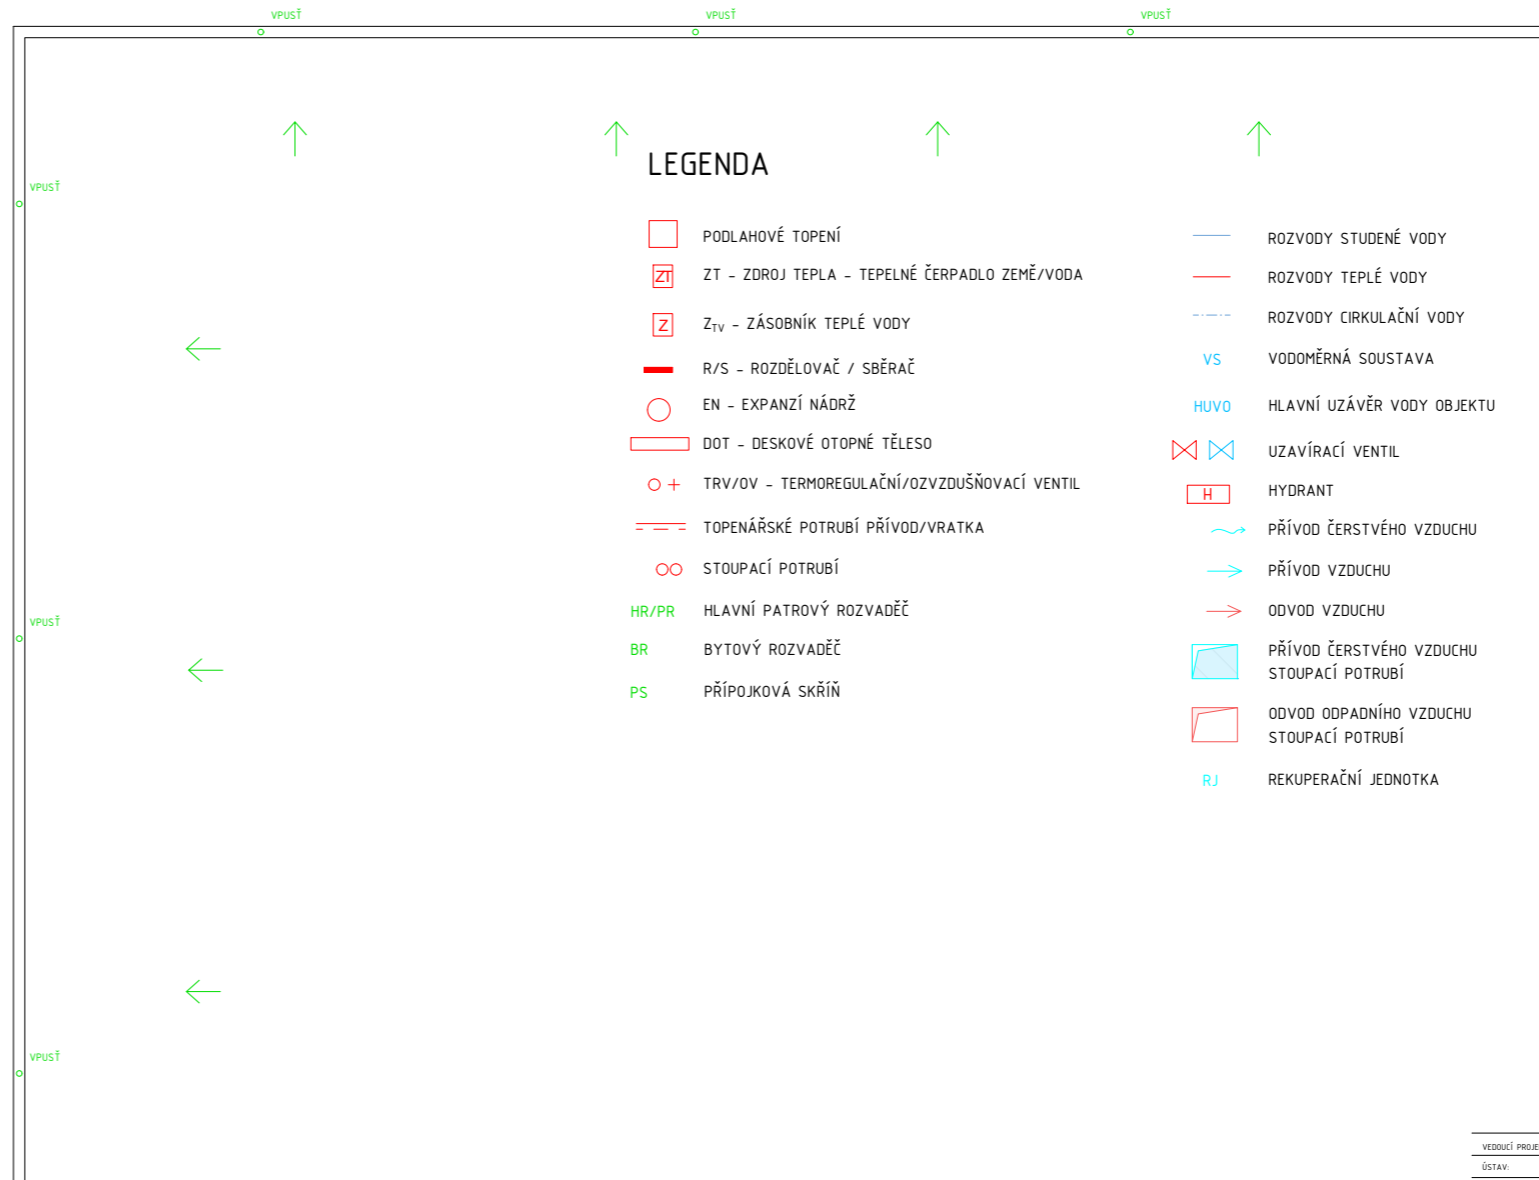 VPUSŤ
VPUSŤ
VPUSŤ
VPUSŤ
VPUSŤ
VPUSŤ
LEGENDA
PODLAHOVÉ TOPENÍ
ZT ZT - ZDROJ TEPLA - TEPELNÉ ČERPADLO ZEMĚ/VODA
Z ZTV - ZÁSOBNÍK TEPLÉ VODY
R/S - ROZDĚLOVAČ / SBĚRAČ
EN - EXPANZÍ NÁDRŽ
DOT - DESKOVÉ OTOPNÉ TĚLESO
TRV/OV - TERMOREGULAČNÍ/OZVZDUŠŇOVACÍ VENTIL
TOPENÁŘSKÉ POTRUBÍ PŘÍVOD/VRATKA
STOUPACÍ POTRUBÍ
HR/PR HLAVNÍ PATROVÝ ROZVADĚČ
BR BYTOVÝ ROZVADĚČ
PS PŘÍPOJKOVÁ SKŘÍŇ
ROZVODY STUDENÉ VODY
ROZVODY TEPLÉ VODY
ROZVODY CIRKULAČNÍ VODY
VS VODOMĚRNÁ SOUSTAVA
HUVO HLAVNÍ UZÁVĚR VODY OBJEKTU
UZAVÍRACÍ VENTIL
H HYDRANT
PŘÍVOD ČERSTVÉHO VZDUCHU
PŘÍVOD VZDUCHU
ODVOD VZDUCHU
PŘÍVOD ČERSTVÉHO VZDUCHU
STOUPACÍ POTRUBÍ
ODVOD ODPADNÍHO VZDUCHU
STOUPACÍ POTRUBÍ
RJ REKUPERAČNÍ JEDNOTKA
VEDOUCÍ PROJE
ÚSTAV: